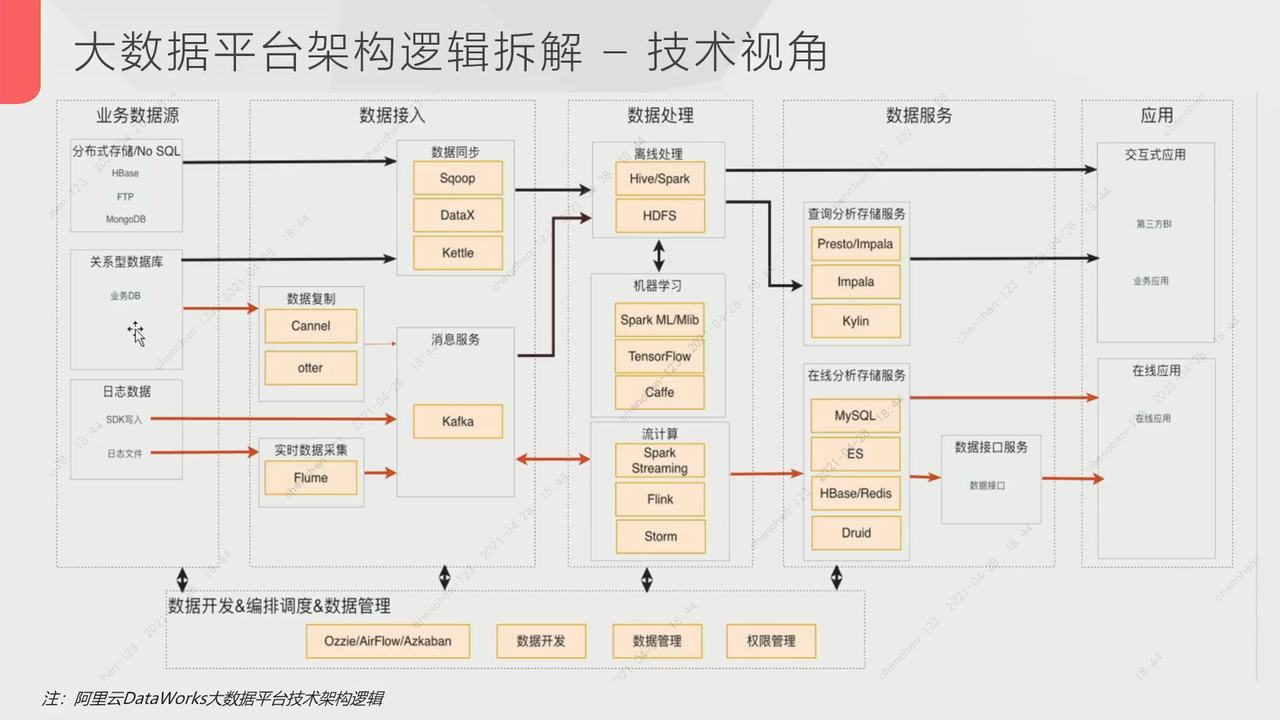 大数据平台架构逻辑拆解 – 技术视角
业务数据源
分布式存储/No SQL
HBase
FTP
MongoDB
关系型数据库
业务DB
日志数据
SDK写入
日志文件
数据接入
数据同步
Sqoop
DataX
Kettle
数据复制
Cannel
otter
消息服务
Kafka
实时数据采集
Flume
数据处理
离线处理
Hive/Spark
HDFS
机器学习
Spark ML/Mlib
TensorFlow
Caffe
流计算
Spark
Streaming
Flink
Storm
数据服务
查询分析存储服务
Presto/Impala
Impala
Kylin
在线分析存储服务
MySQL
ES
HBase/Redis
Druid
数据接口服务
数据接口
应用
交互式应用
第三方BI
业务应用
在线应用
在线应用
数据开发&编排调度&数据管理
Ozzie/AirFlow/Azkaban
数据开发
数据管理
权限管理
注：阿里云DataWorks大数据平台技术架构逻辑
chenchen-123 2021-04-28 18:44